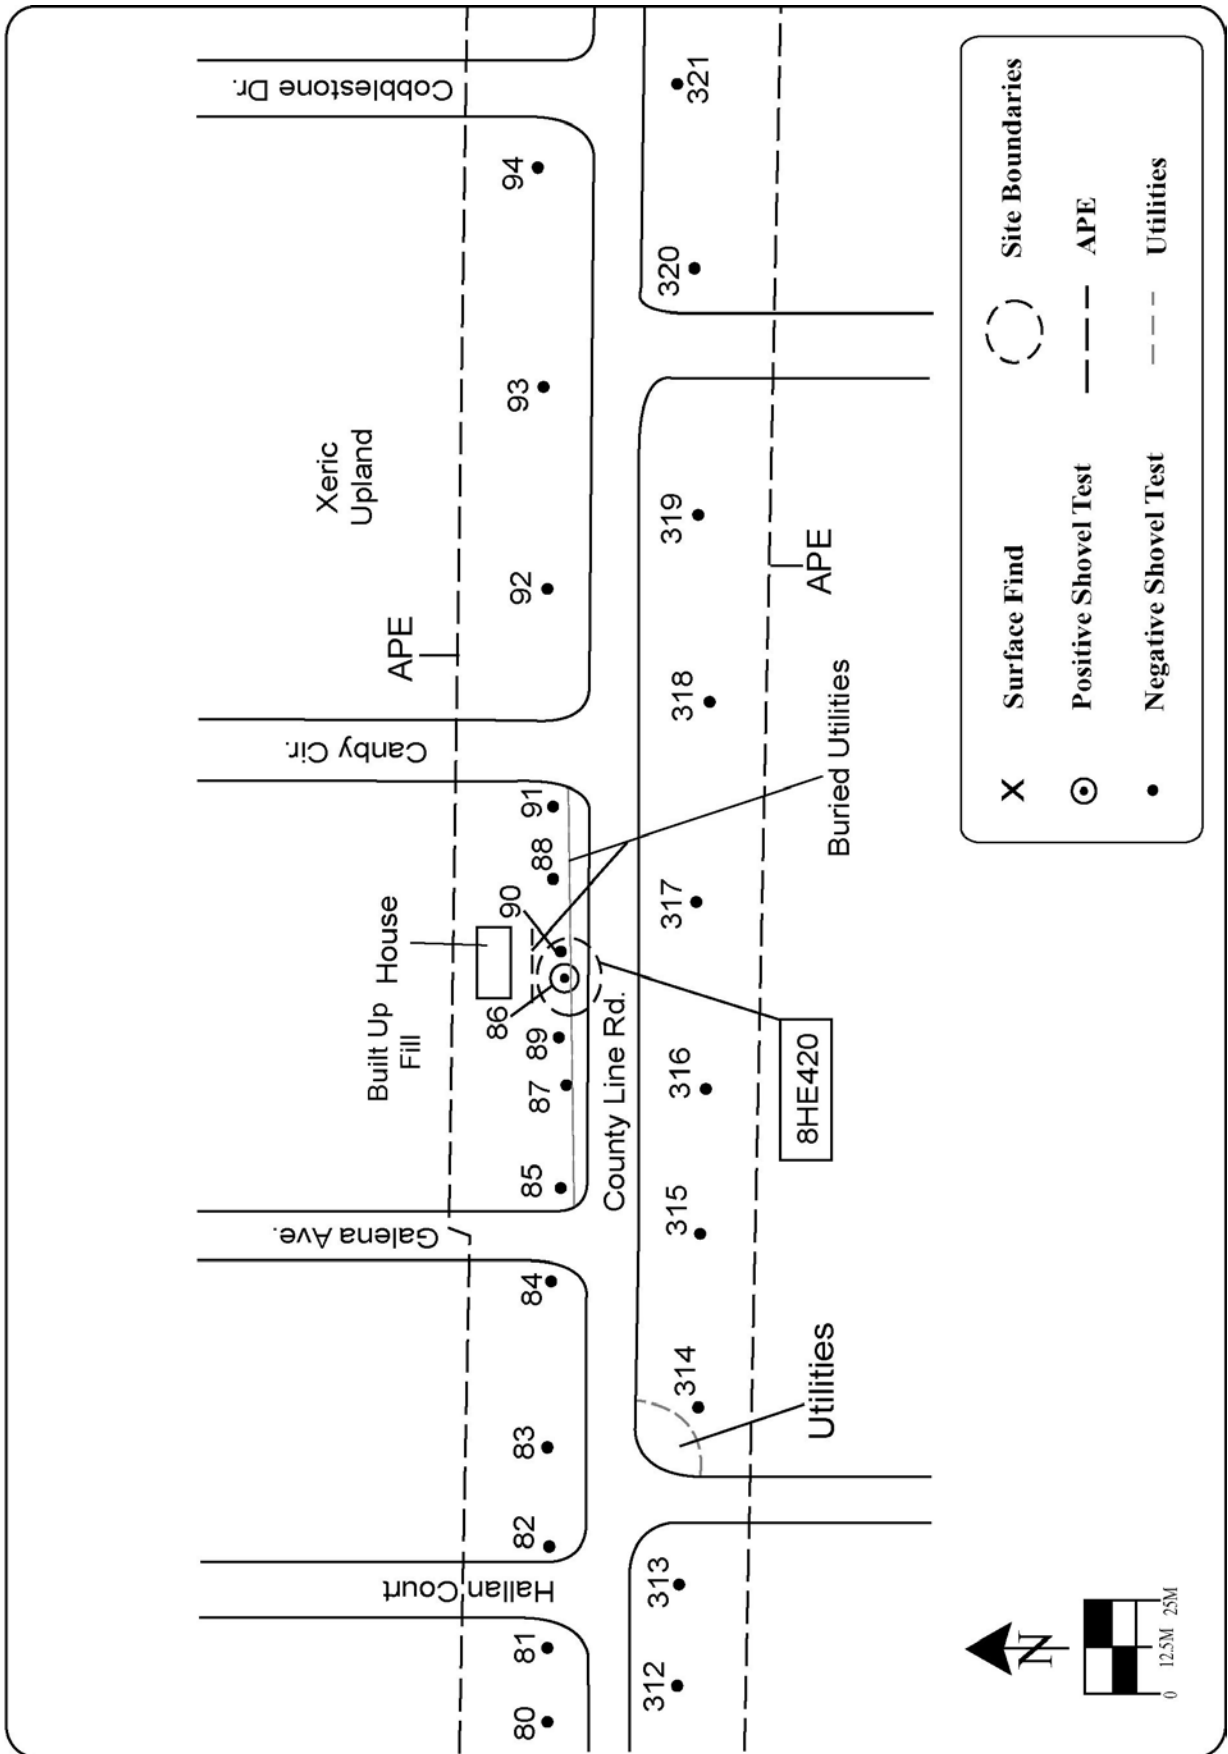 Cobblestone Dr.
94
321
320
93
Xeric
Upland
319
92
APE
APE
318
Canby Cir.
Buried Utilities
91
88
90
House
317
Built Up
Fill
86
89
87
County Line Rd.
316
8HE420
85
315
Galena Ave.
84
314
Utilities
83
82
Hallan Court
313
81
312
80
N
0
12.5M
25M
X
Surface Find
Site Boundaries
Positive Shovel Test
APE
Negative Shovel Test
Utilities